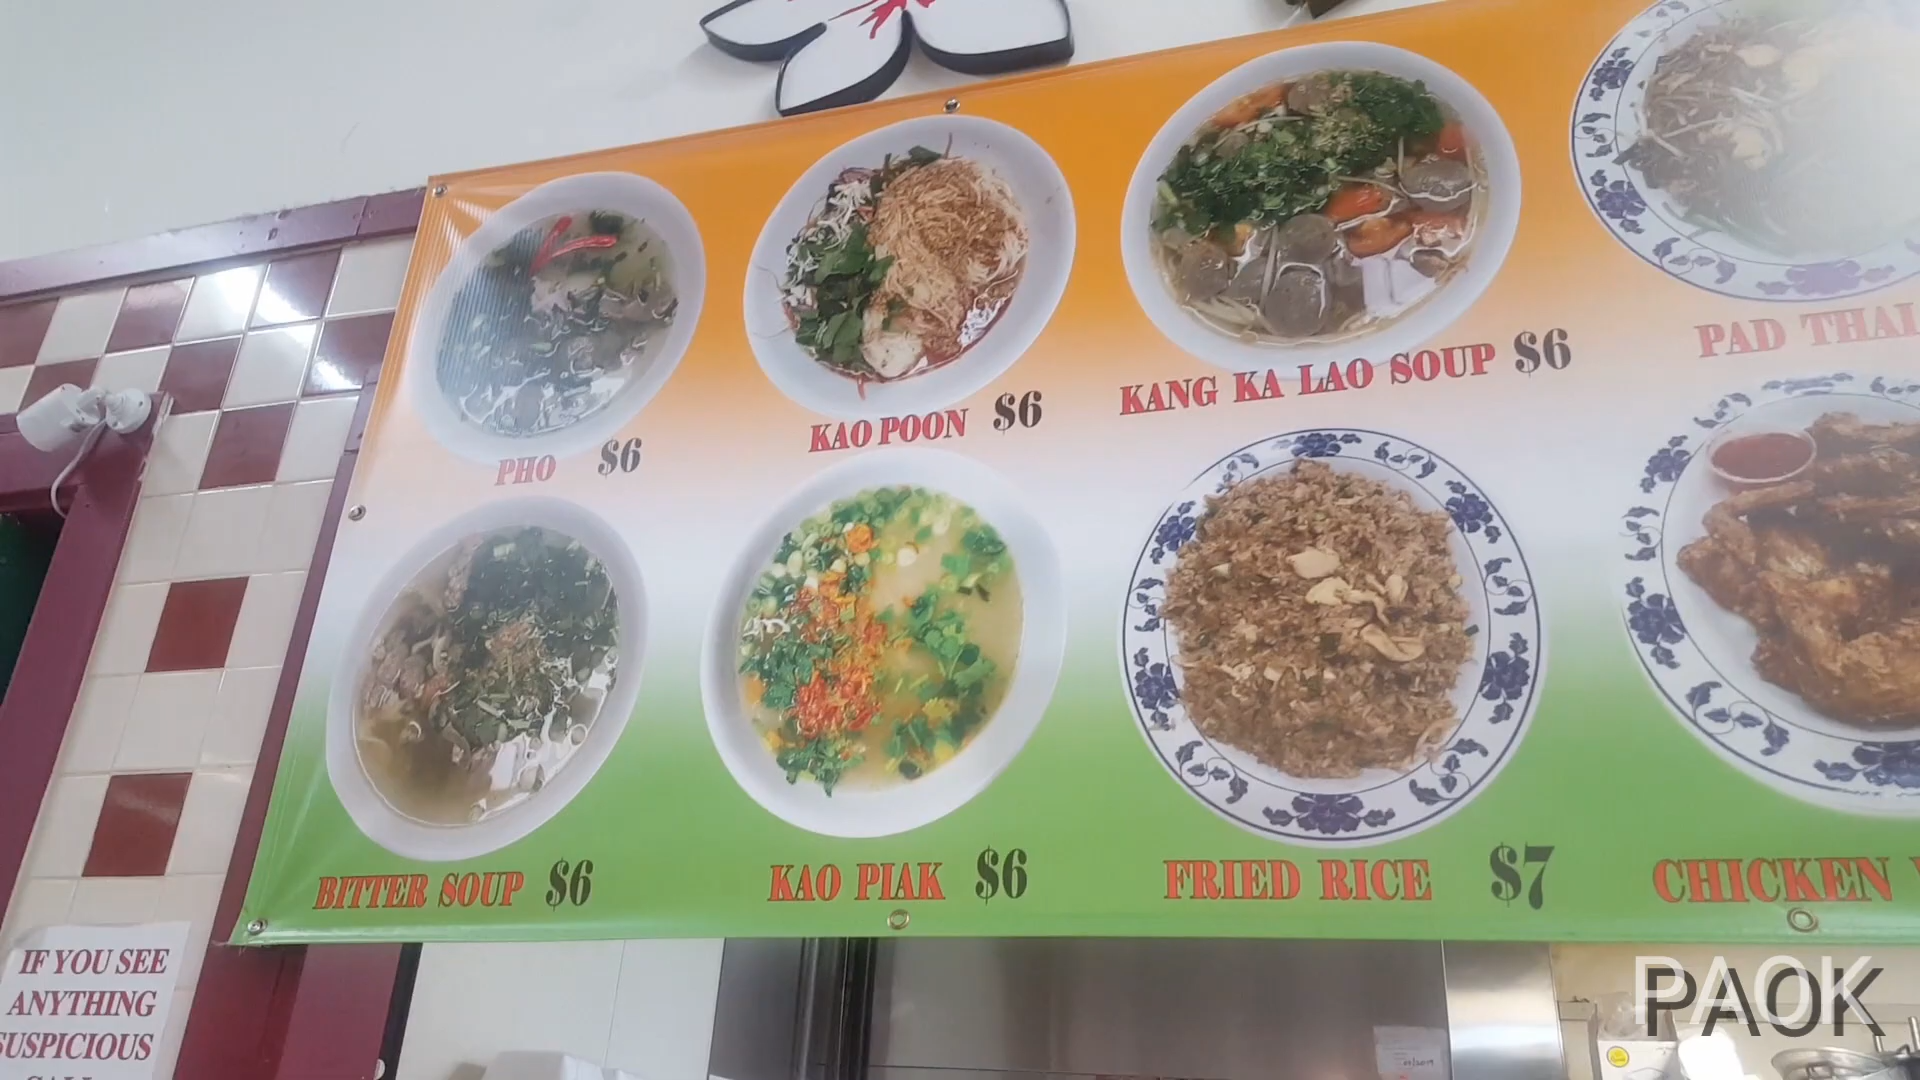 PHO $6
KAO POON $6
KANG KA LAO SOUP $6
PAD THAI
BITTER SOUP $6
KAO PIAK $6
FRIED RICE $7
CHICKEN
IF YOU SEE
ANYTHING
SUSPICIOUS
PAOK